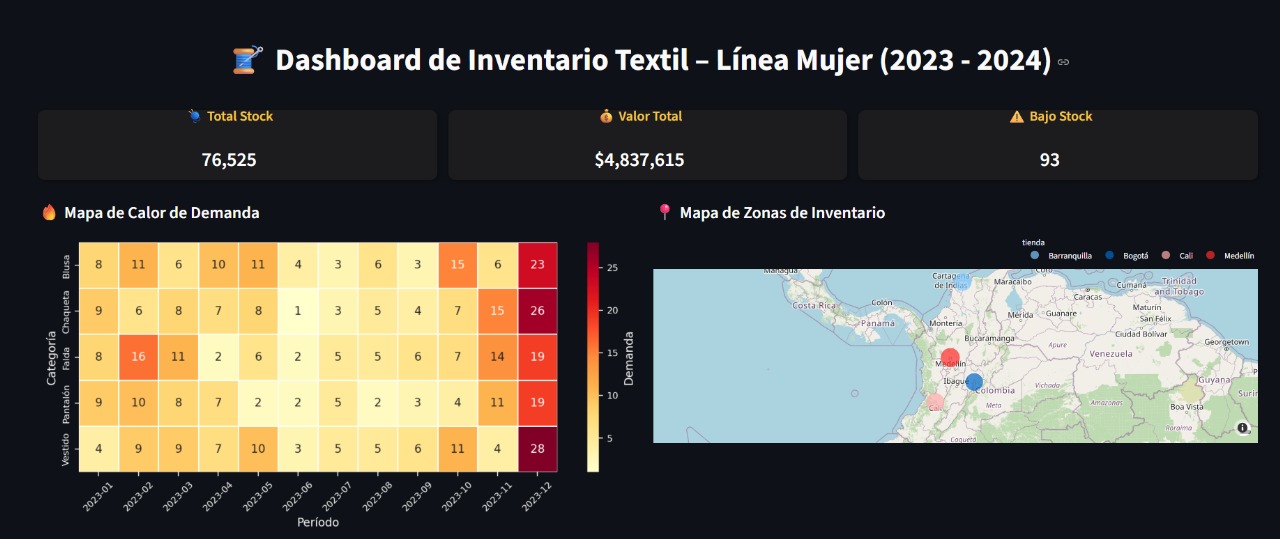 Dashboard de Inventario Textil – Línea Mujer (2023 - 2024)
Total Stock
76,525
Valor Total
$4,837,615
Bajo Stock
93
Mapa de Calor de Demanda
Categoría
Blusa 8 11 6 10 11 4 3 6 3 15 6 23
Chaqueta 9 6 8 7 8 1 3 5 4 7 15 26
Falda 8 16 11 2 6 2 5 5 6 7 14 19
Pantalón 9 10 8 7 2 2 5 2 3 4 11 19
Vestido 4 9 9 7 10 3 5 5 6 11 4 28
2023-01 2023-02 2023-03 2023-04 2023-05 2023-06 2023-07 2023-08 2023-09 2023-10 2023-11 2023-12
Período
25
20
15
10
5
Demanda
Mapa de Zonas de Inventario
tienda
Barranquilla Bogotá Cali Medellín
Managua
Costa Rica
Colón
Panamá
Cartagena
de Indias
Maracaibo
Coro
Caracas
Cumaná
Trinidad
and Tobago
Maturín
San Félix
Montería
Mérida
Guanare
Ciudad Bolívar
Bucaramanga
Georgetown
Medellín
Apure
Venezuela
Ibagué
Colombia
Vichada
Guyana
Cali
Meta
Amazonas
Boa Vista
Roraima
Caquetá